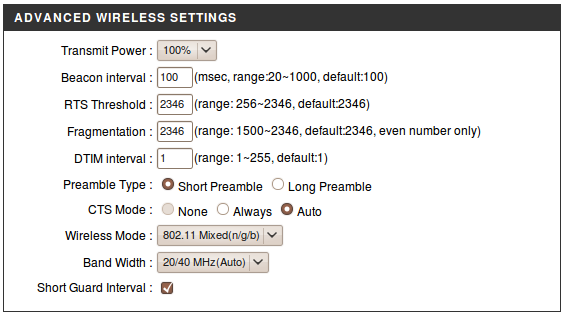 ADVANCED WIRELESS SETTINGS
Transmit Power : 100%
Beacon interval : 100 (msec, range:20~1000, default:100)
RTS Threshold : 2346 (range: 256~2346, default:2346)
Fragmentation : 2346 (range: 1500~2346, default:2346, even number only)
DTIM interval : 1 (range: 1~255, default:1)
Preamble Type : Short Preamble Long Preamble
CTS Mode : None Always Auto
Wireless Mode : 802.11 Mixed(n/g/b)
Band Width : 20/40 MHz(Auto)
Short Guard Interval :